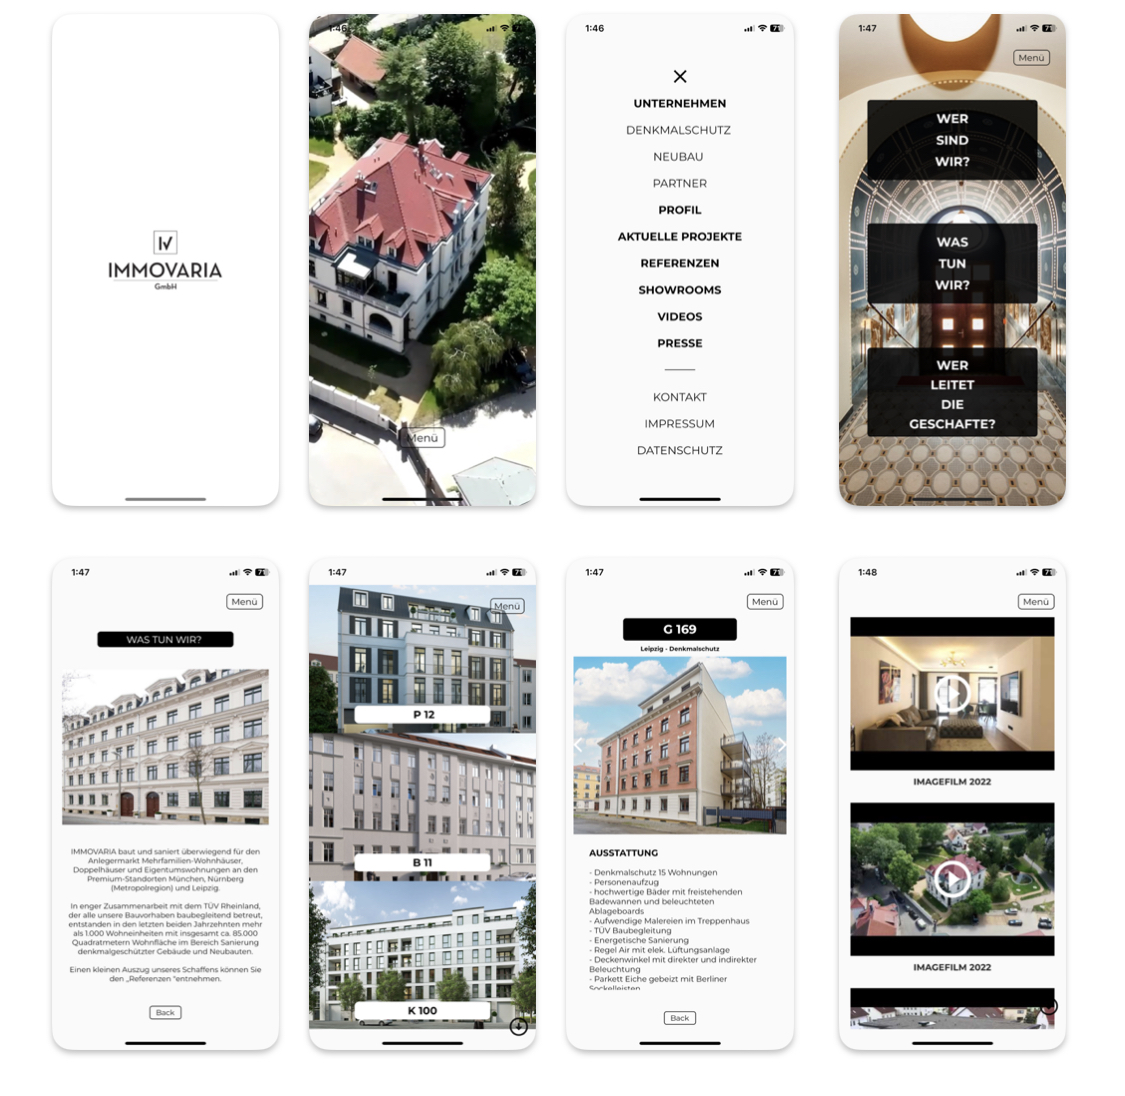 IV
IMMOVARIA
GmbH
1:46
Menü
1:46
71
UNTERNEHMEN
DENKMALSCHUTZ
NEUBAU
PARTNER
PROFIL
AKTUELLE PROJEKTE
REFERENZEN
SHOWROOMS
VIDEOS
PRESSE
KONTAKT
IMPRESSUM
DATENSCHUTZ
1:47
71
Menü
WER
SIND
WIR?
WAS
TUN
WIR?
WER
LEITET
DIE
GESCHAFTE?
1:47
71
Menü
WAS TUN WIR?
IMMOVARIA baut und saniert überwiegend für den
Anlegermarkt Mehrfamilien-Wohnhäuser,
Doppelhäuser und Eigentumswohnungen an den
Premium-Standorten München, Nürnberg
(Metropolregion) und Leipzig.
In enger Zusammenarbeit mit dem TÜV Rheinland,
der alle unsere Bauvorhaben baubegleitend betreut,
entstanden in den letzten beiden Jahrzehnten mehr
als 1.000 Wohneinheiten mit insgesamt ca. 85.000
Quadratmetern Wohnfläche im Bereich Sanierung
denkmalgeschützter Gebäude und Neubauten.
Einen kleinen Auszug unseres Schaffens können Sie
den „Referenzen "entnehmen.
Back
1:47
71
Menü
P 12
B 11
K 100
1:47
71
Menü
G 169
Leipzig - Denkmalschutz
AUSSTATTUNG
- Denkmalschutz 15 Wohnungen
- Personenaufzug
- hochwertige Bäder mit freistehenden
Badewannen und beleuchteten
Ablageboards
- Aufwendige Malereien im Treppenhaus
- TÜV Baubegleitung
- Energetische Sanierung
- Regel Air mit elek. Lüftungsanlage
- Deckenwinkel mit direkter und indirekter
Beleuchtung
- Parkett Eiche gebeizt mit Berliner
Sockelleisten
Back
1:48
71
Menü
IMAGEFILM 2022
IMAGEFILM 2022